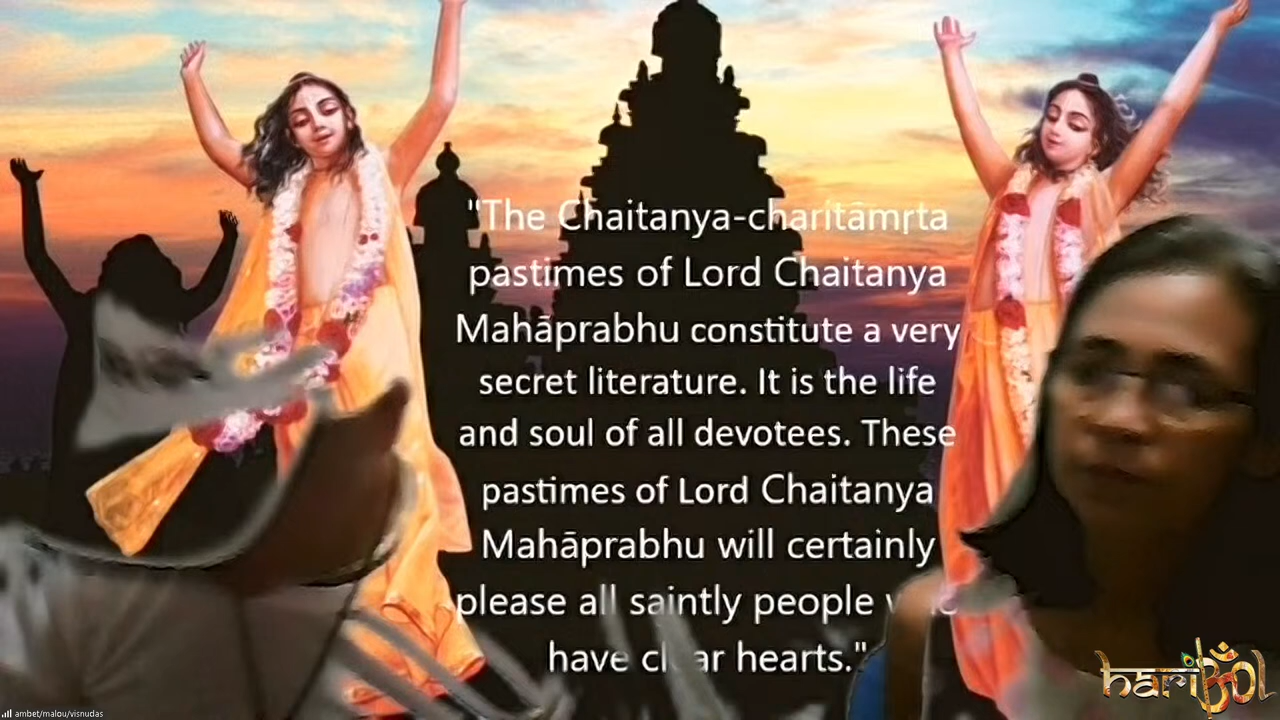 "The Chaitanya-charitāmṛta
pastimes of Lord Chaitanya
Mahāprabhu constitute a very
secret literature. It is the life
and soul of all devotees. These
pastimes of Lord Chaitanya
Mahāprabhu will certainly
please all saintly people
have clear hearts."
hariBOL
ambet/malou/visnudas